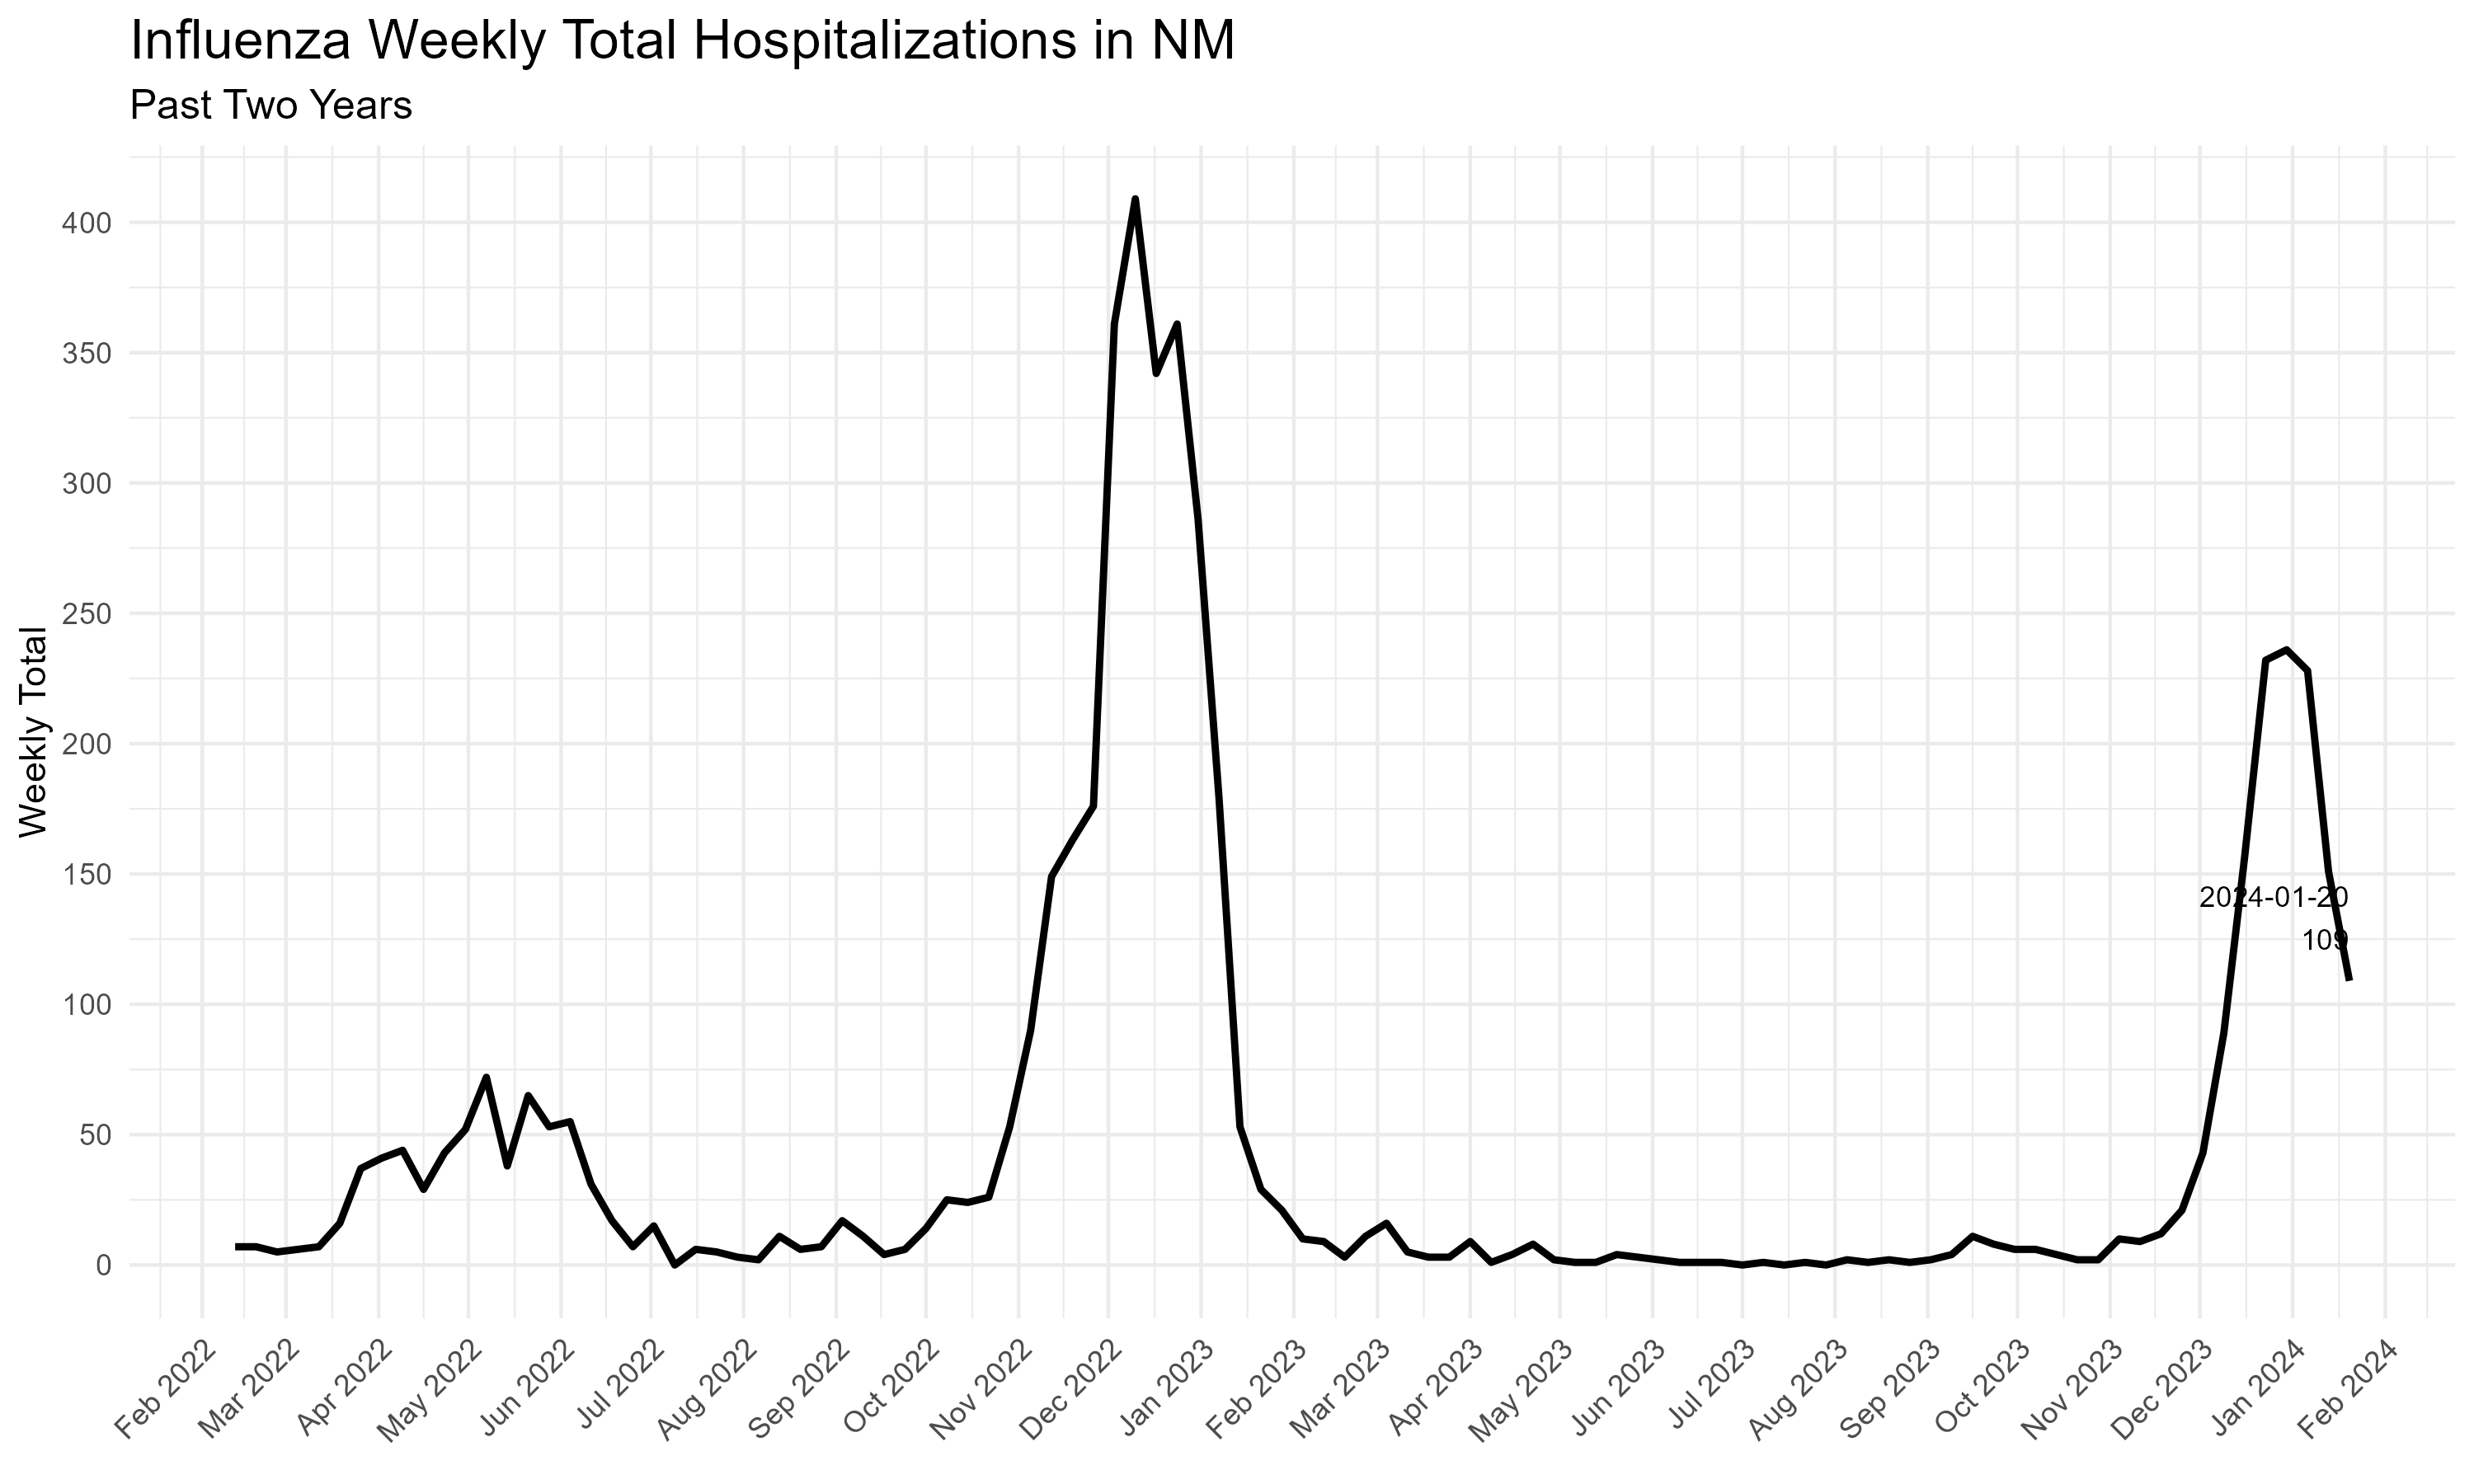 Influenza Weekly Total Hospitalizations in NM
Past Two Years
Weekly Total
400
350
300
250
200
150
100
50
0
2024-01-20
109
Feb 2022
Mar 2022
Apr 2022
May 2022
Jun 2022
Jul 2022
Aug 2022
Sep 2022
Oct 2022
Nov 2022
Dec 2022
Jan 2023
Feb 2023
Mar 2023
Apr 2023
May 2023
Jun 2023
Jul 2023
Aug 2023
Sep 2023
Oct 2023
Nov 2023
Dec 2023
Jan 2024
Feb 2024